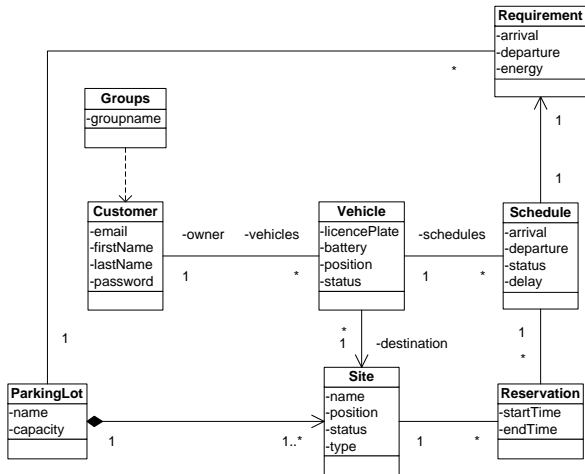 Requirement
-arrival
-departure
-energy
*
Groups
-groupname
1
1
Customer
-email
-firstName
-lastName
-password
-owner
-vehicles
1
*
Vehicle
-licencePlate
-battery
-position
-status
-schedules
1
*
Schedule
-arrival
-departure
-status
-delay
1
*
1
-destination
1
*
ParkingLot
-name
-capacity
1
1..*
Site
-name
-position
-status
-type
1
*
Reservation
-startTime
-endTime